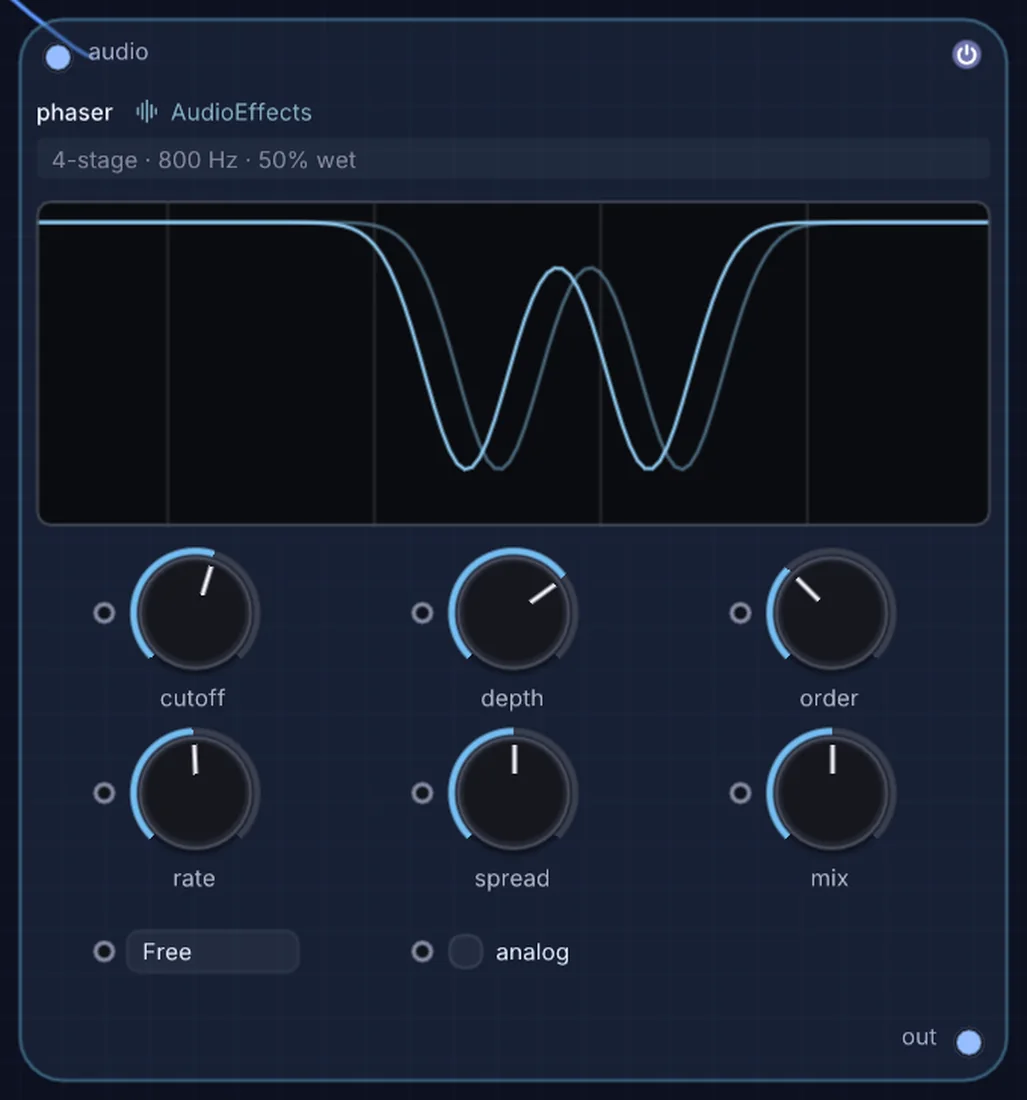 audio
phaser AudioEffects
4-stage · 800 Hz · 50% wet
cutoff depth order
rate spread mix
Free analog
out